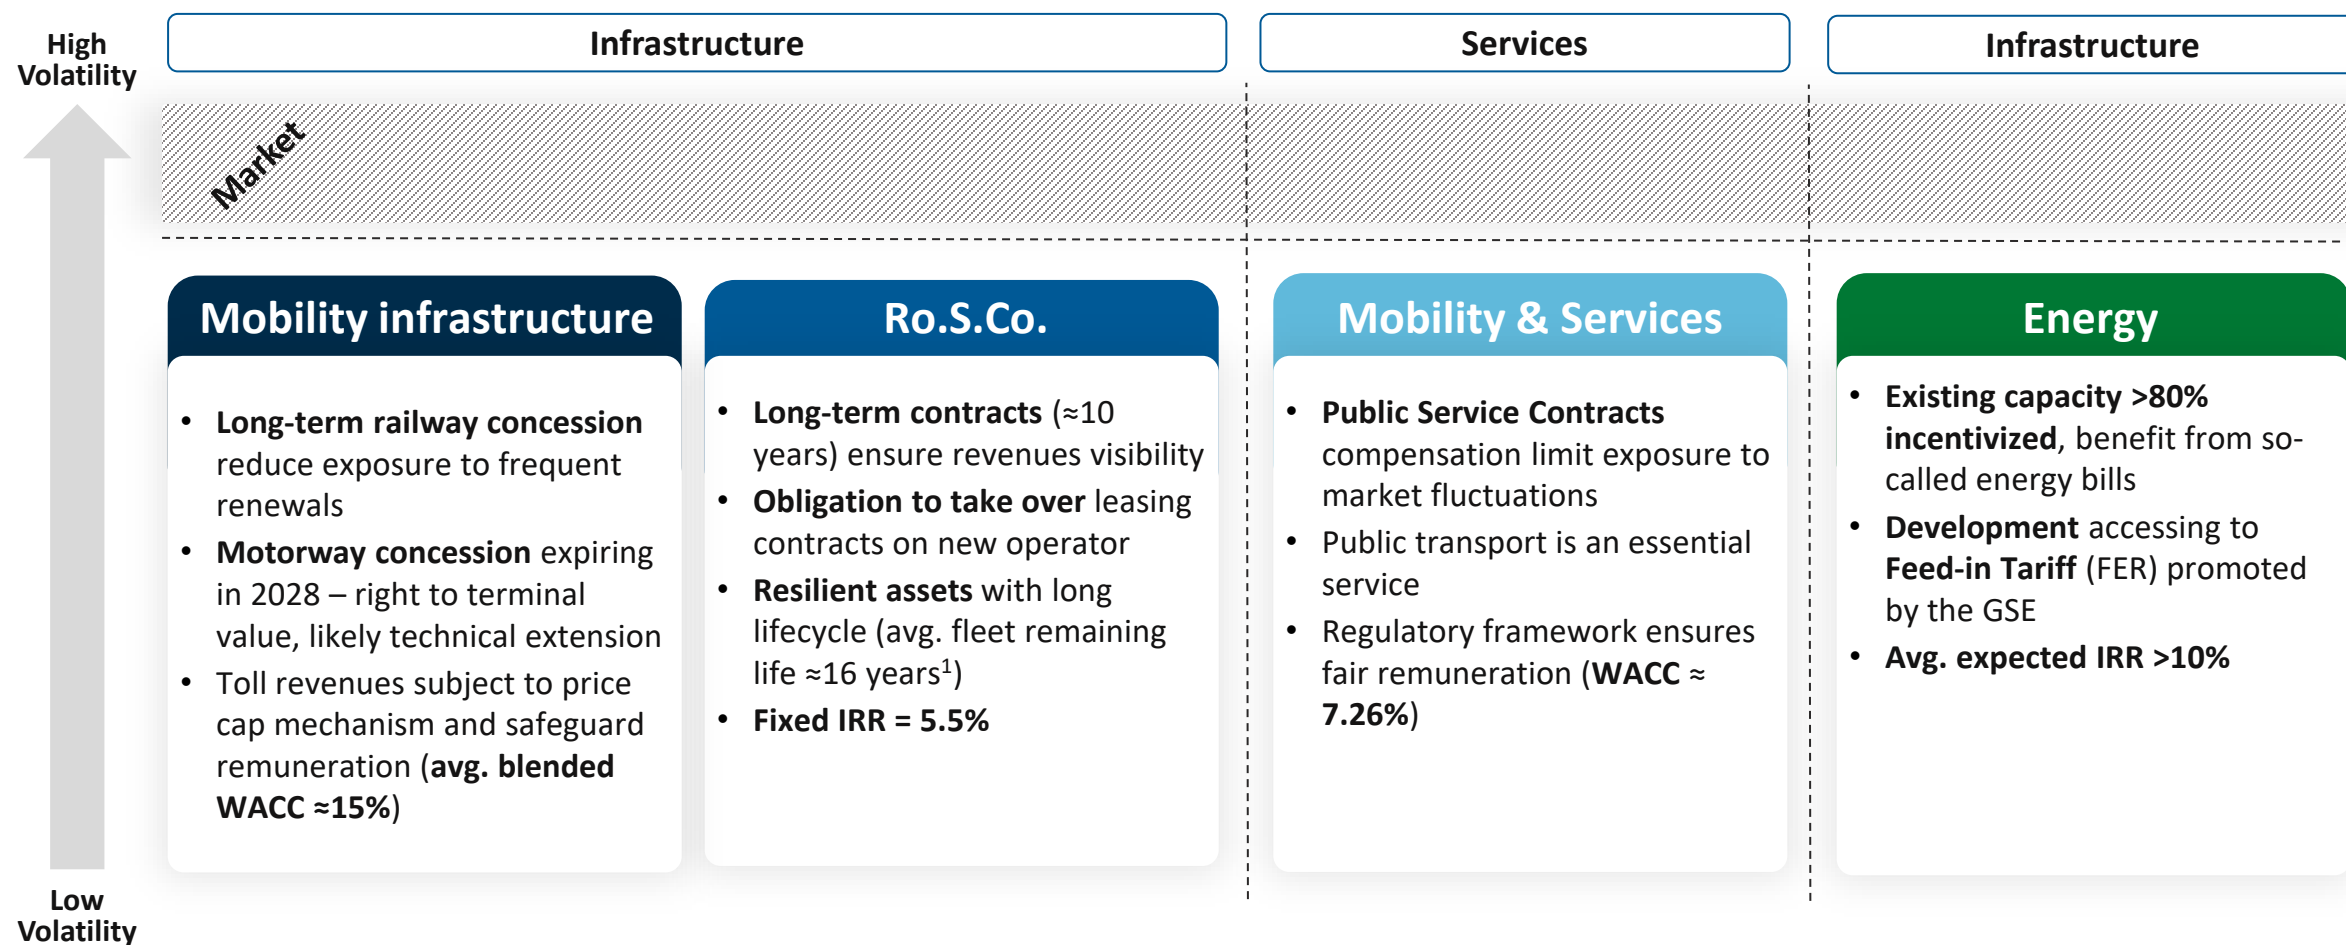 High
Volatility
Infrastructure
Services
Infrastructure
Market
Mobility infrastructure
• Long-term railway concession
reduce exposure to frequent
renewals
• Motorway concession expiring
in 2028 – right to terminal
value, likely technical extension
• Toll revenues subject to price
cap mechanism and safeguard
remuneration (avg. blended
WACC ≈15%)
Ro.S.Co.
• Long-term contracts (≈10
years) ensure revenues visibility
• Obligation to take over leasing
contracts on new operator
• Resilient assets with long
lifecycle (avg. fleet remaining
life ≈16 years¹)
• Fixed IRR = 5.5%
Mobility & Services
• Public Service Contracts
compensation limit exposure to
market fluctuations
• Public transport is an essential
service
• Regulatory framework ensures
fair remuneration (WACC ≈
7.26%)
Energy
• Existing capacity >80%
incentivized, benefit from so-
called energy bills
• Development accessing to
Feed-in Tariff (FER) promoted
by the GSE
• Avg. expected IRR >10%
Low
Volatility